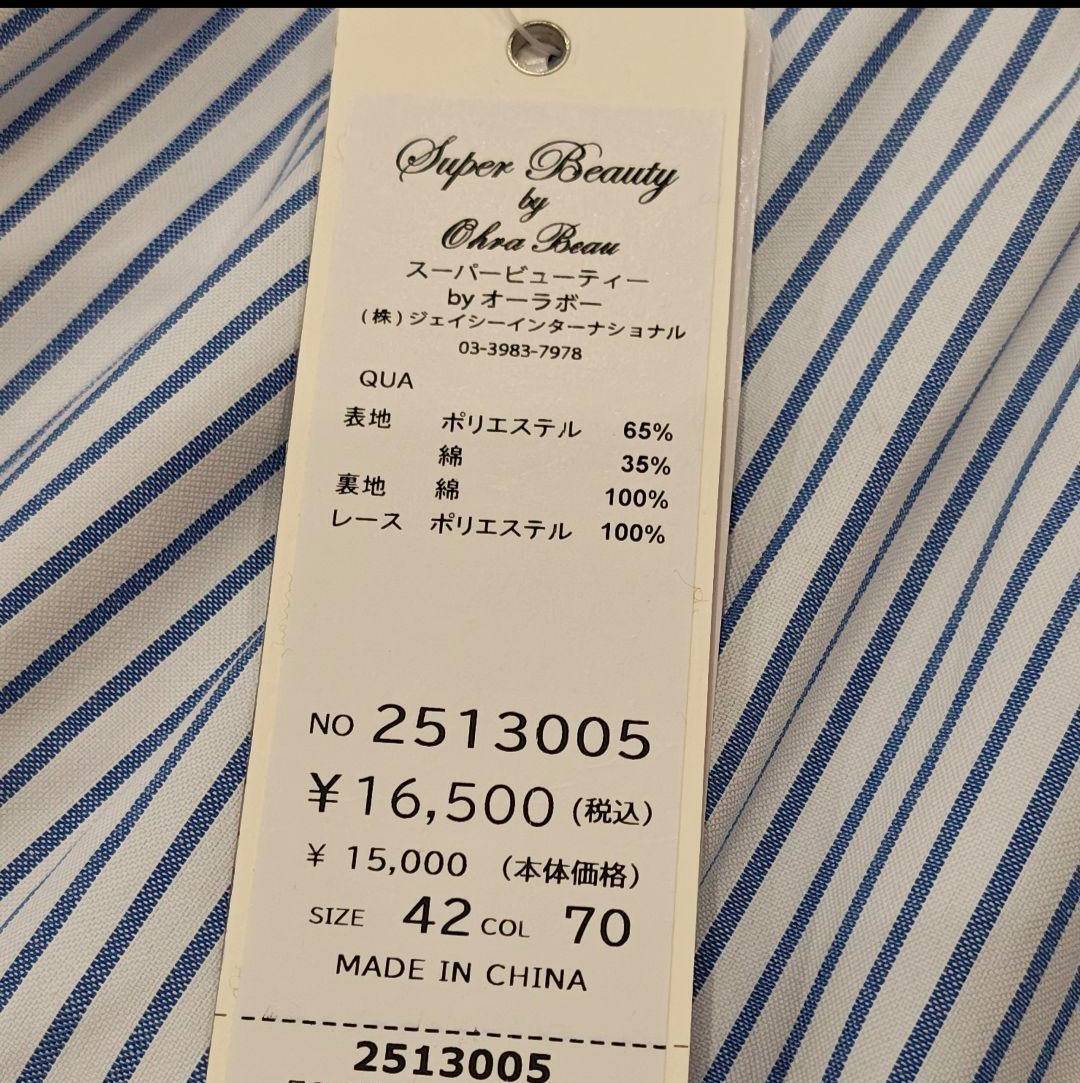 Super Beauty
by
Ohra Beau
スーパービューティー
by オーラボー
(株)ジェイシーインターナショナル
03-3983-7978
QUA
表地 ポリエステル 65%
綿 35%
裏地 綿 100%
レース ポリエステル 100%
NO 2513005
¥16,500 (税込)
¥ 15,000 (本体価格)
SIZE 42 COL 70
MADE IN CHINA
2513005